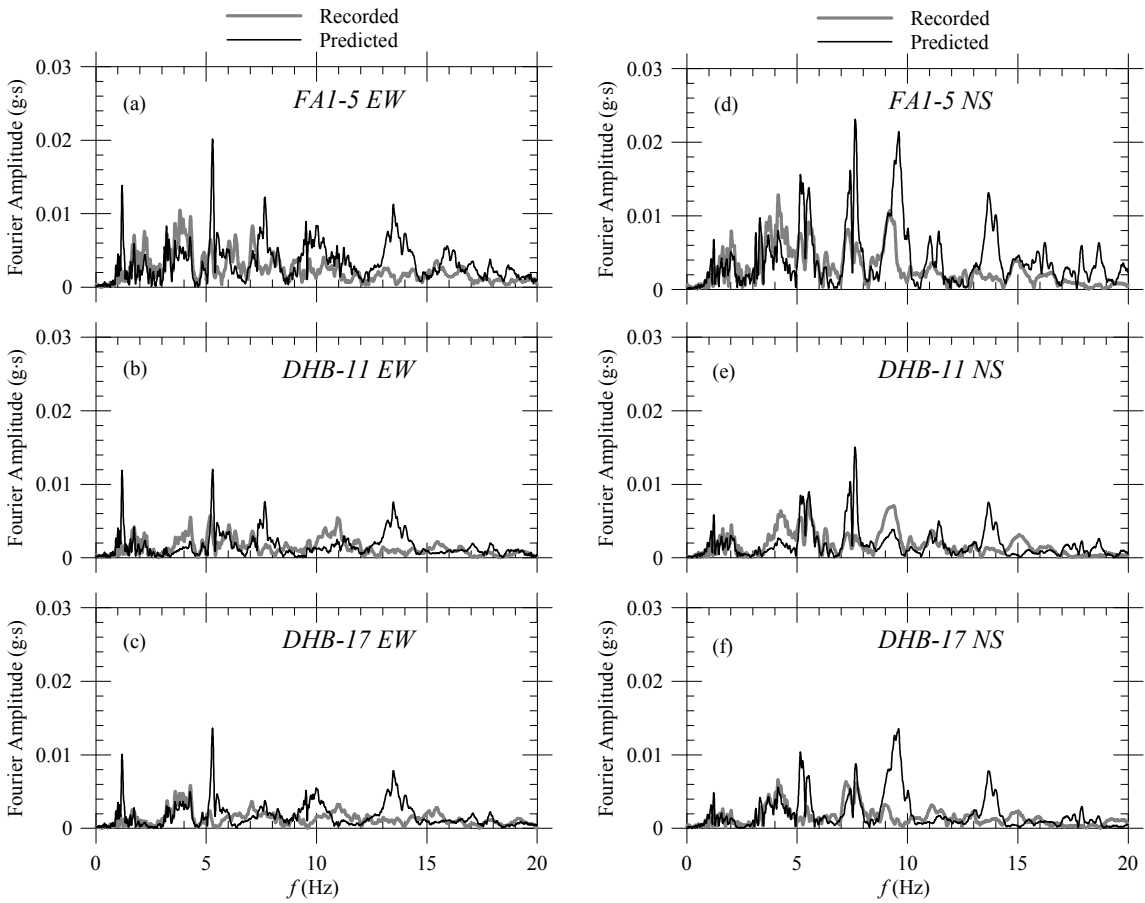 Recorded
Predicted
Recorded
Predicted
Fourier Amplitude (g·s)
0.03
0.02
0.01
0
(a)
FA1-5 EW
Fourier Amplitude (g·s)
0.03
0.02
0.01
0
(d)
FA1-5 NS
Fourier Amplitude (g·s)
0.03
0.02
0.01
0
(b)
DHB-11 EW
Fourier Amplitude (g·s)
0.03
0.02
0.01
0
(e)
DHB-11 NS
Fourier Amplitude (g·s)
0.03
0.02
0.01
0
(c)
DHB-17 EW
0 5 10 15 20
f (Hz)
Fourier Amplitude (g·s)
0.03
0.02
0.01
0
(f)
DHB-17 NS
0 5 10 15 20
f (Hz)